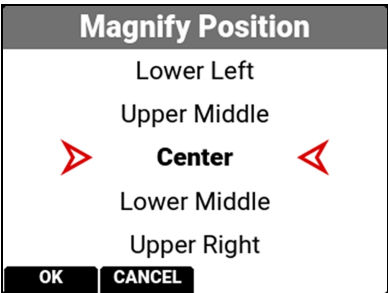 Magnify Position
Lower Left
Upper Middle
Center
Lower Middle
Upper Right
OK CANCEL